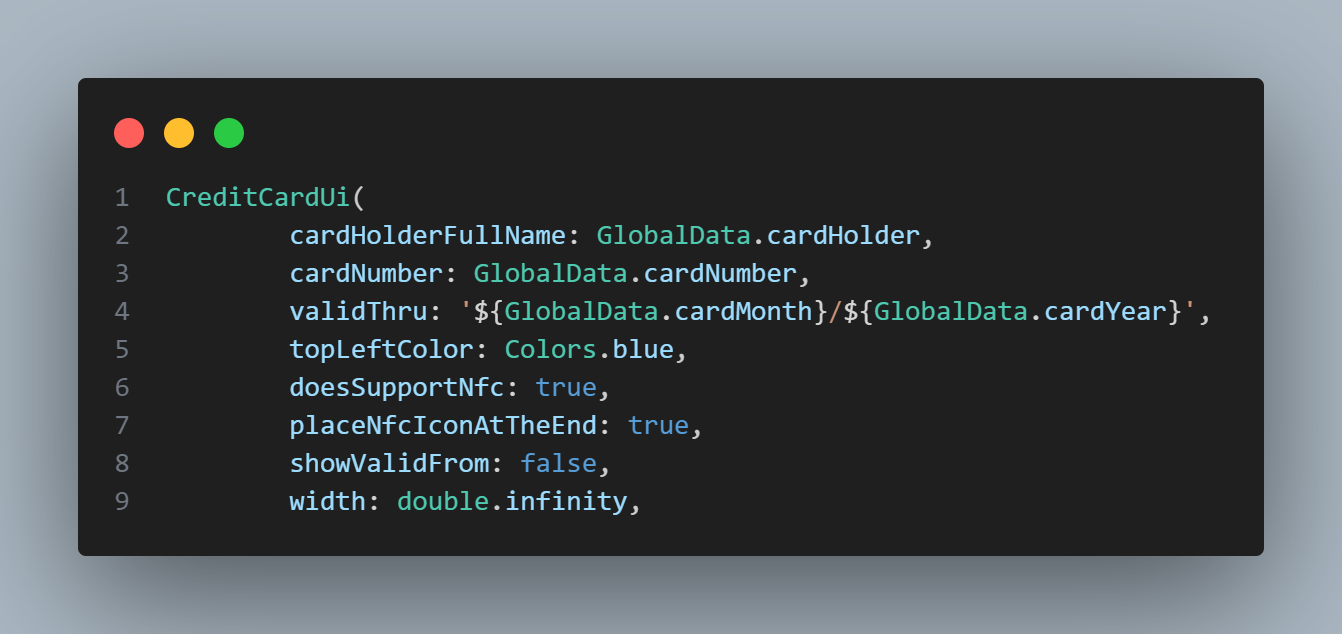 1 CreditCardUi(
2 cardHolderFullName: GlobalData.cardHolder,
3 cardNumber: GlobalData.cardNumber,
4 validThru: '${GlobalData.cardMonth}/${GlobalData.cardYear}',
5 topLeftColor: Colors.blue,
6 doesSupportNfc: true,
7 placeNfcIconAtTheEnd: true,
8 showValidFrom: false,
9 width: double.infinity,